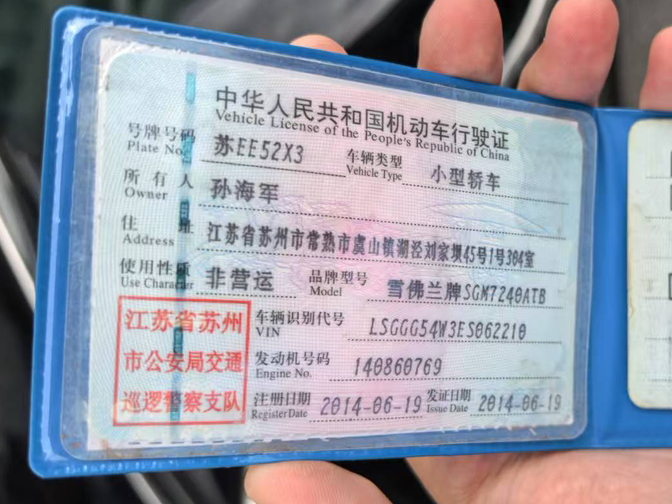 中华人民共和国机动车行驶证
Vehicle License of the People's Republic of China
号牌号码 苏EE52X3 车辆类型 小型轿车
Plate No. Vehicle Type
所有人 孙海军
Owner
住址 江苏省苏州市常熟市虞山镇湖泾刘家坝45号1号304室
Address
使用性质 非营运 品牌型号 雪佛兰牌SGM7240ATB
Use Character Model
江苏省苏州 车辆识别代号 LSGGG54W3ES062210
VIN
市公安局交通 发动机号码 140860769
Engine No.
巡逻警察支队 注册日期 2014-06-19 发证日期 2014-06-19
Register Date Issue Date